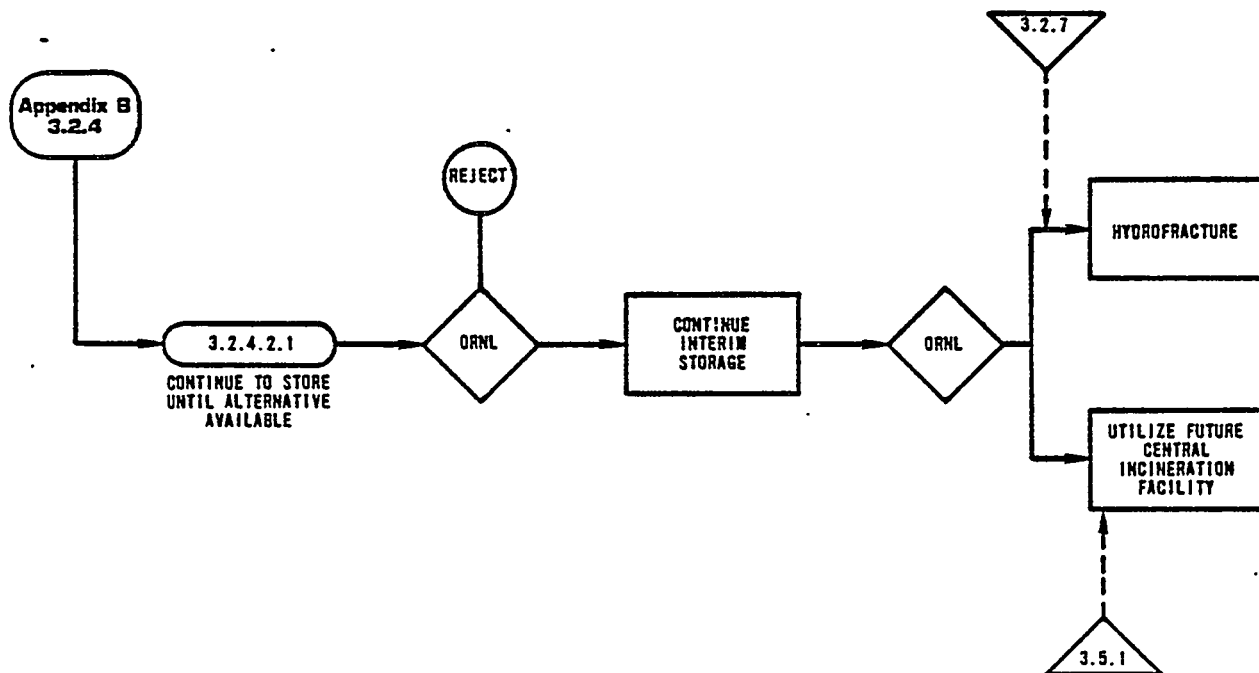 3.2.7
Appendix B
3.2.4
REJECT
HYDROFRACTURE
3.2.4.2.1
CONTINUE TO STORE
UNTIL ALTERNATIVE
AVAILABLE
ORNL
CONTINUE
INTERIM
STORAGE
ORNL
UTILIZE FUTURE
CENTRAL
INCINERATION
FACILITY
3.5.1